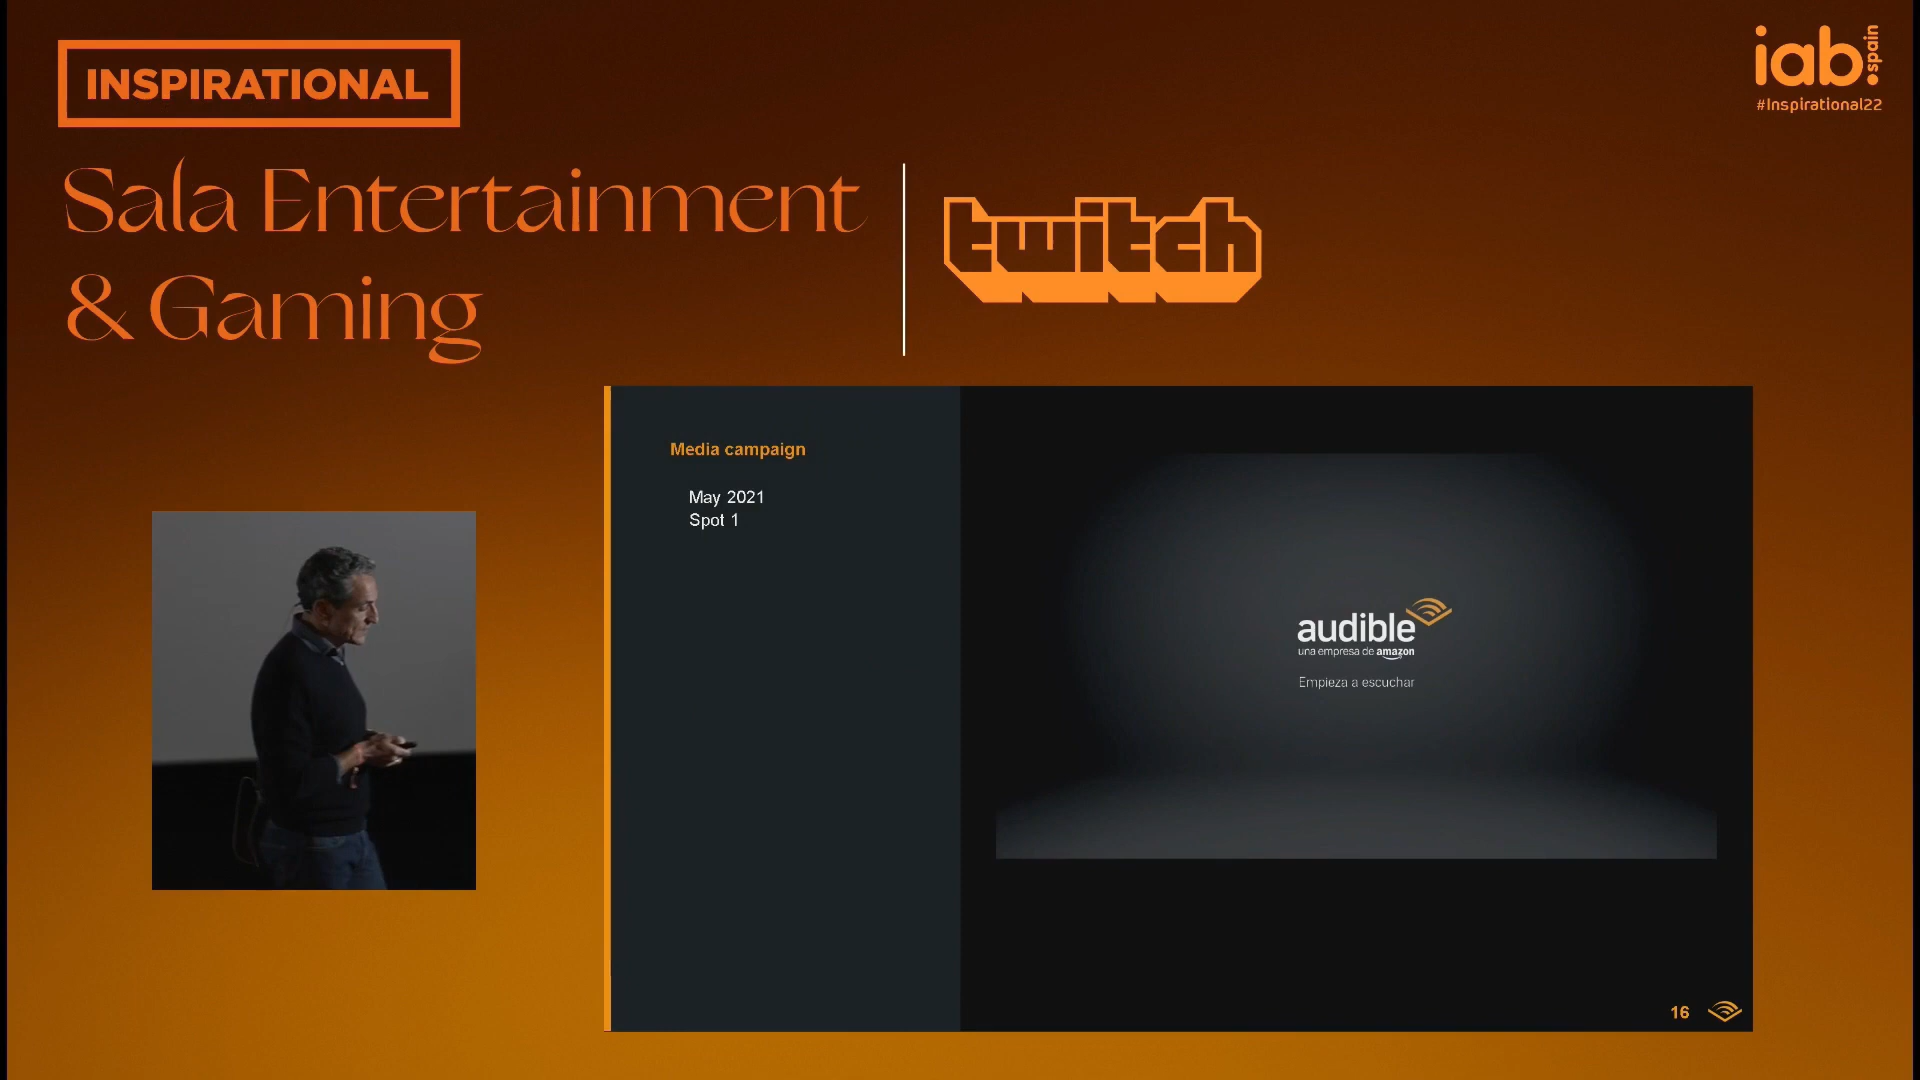 INSPIRATIONAL
iab.spain
#Inspirational22
Sala Entertainment
& Gaming
twitch
Media campaign
May 2021
Spot 1
audible
una empresa de amazon
Empieza a escuchar
16